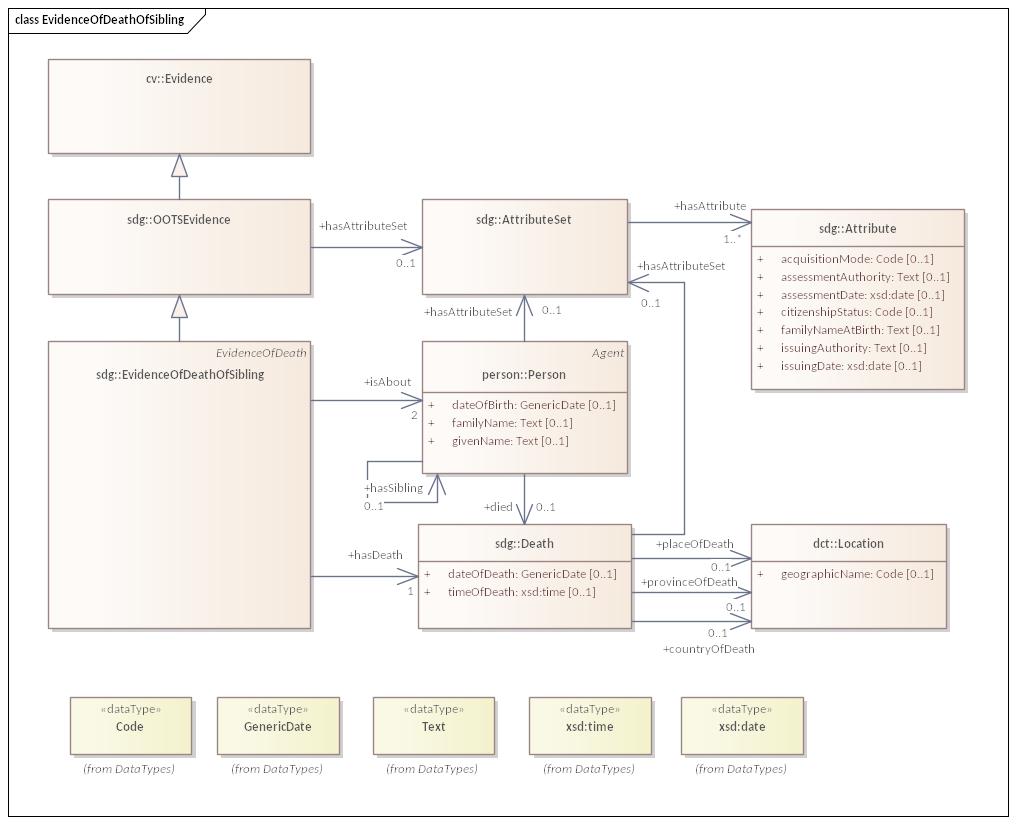 class EvidenceOfDeathOfSibling
cv::Evidence
sdg::OOTSEvidence
+hasAttributeSet
0..1
sdg::AttributeSet
+hasAttribute
1..*
sdg::Attribute
+ acquisitionMode: Code [0..1]
+ assessmentAuthority: Text [0..1]
+ assessmentDate: xsd:date [0..1]
+ citizenshipStatus: Code [0..1]
+ familyNameAtBirth: Text [0..1]
+ issuingAuthority: Text [0..1]
+ issuingDate: xsd:date [0..1]
+hasAttributeSet
0..1
+hasAttributeSet
0..1
EvidenceOfDeath
sdg::EvidenceOfDeathOfSibling
+isAbout
2
Agent
person::Person
+ dateOfBirth: GenericDate [0..1]
+ familyName: Text [0..1]
+ givenName: Text [0..1]
+hasSibling
0..1
+died
0..1
+hasDeath
1
sdg::Death
+ dateOfDeath: GenericDate [0..1]
+ timeOfDeath: xsd:time [0..1]
+placeOfDeath
0..1
+provinceOfDeath
0..1
0..1
+countryOfDeath
dct::Location
+ geographicName: Code [0..1]
«dataType»
Code
(from DataTypes)
«dataType»
GenericDate
(from DataTypes)
«dataType»
Text
(from DataTypes)
«dataType»
xsd:time
(from DataTypes)
«dataType»
xsd:date
(from DataTypes)